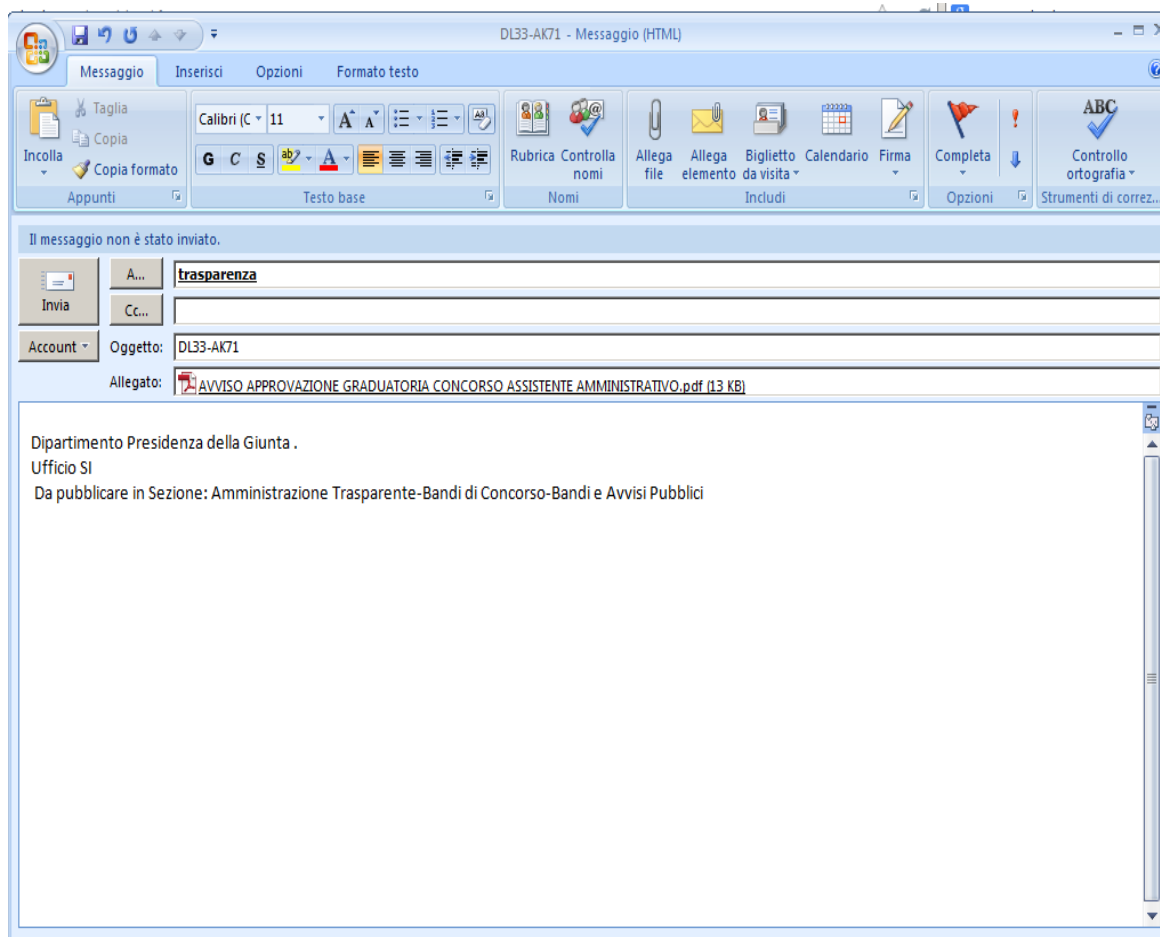 DL33-AK71 - Messaggio (HTML)
Messaggio Inserisci Opzioni Formato testo
Incolla
Taglia
Copia
Copia formato
Appunti
Calibri (C 11
G C S
Testo base
Rubrica Controlla nomi
Nomi
Allega file Allega elemento Biglietto da visita Calendario Firma
Includi
Completa
Opzioni
ABC
Controllo ortografia
Strumenti di correz...
Il messaggio non è stato inviato.
Invia
A... trasparenza
Cc...
Account Oggetto: DL33-AK71
Allegato: AVVISO APPROVAZIONE GRADUATORIA CONCORSO ASSISTENTE AMMINISTRATIVO.pdf (13 KB)
Dipartimento Presidenza della Giunta .
Ufficio SI
Da pubblicare in Sezione: Amministrazione Trasparente-Bandi di Concorso-Bandi e Avvisi Pubblici